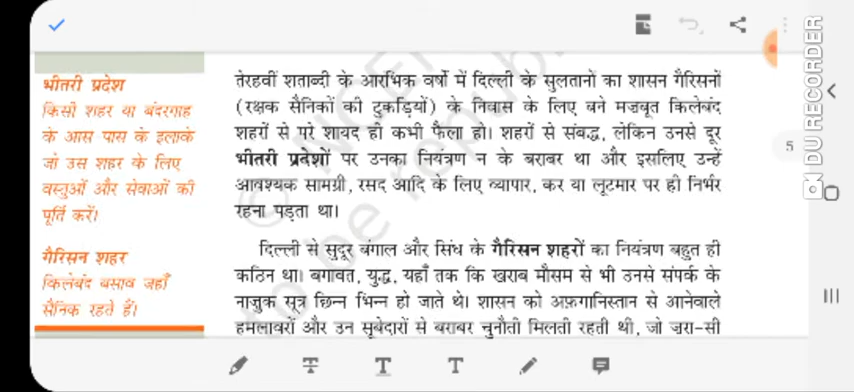 भीतरी प्रदेश
किसी शहर या बंदरगाह
के आस पास के इलाके
जो उस शहर के लिए
वस्तुओं और सेवाओं की
पूर्ति करें।
गैरिसन शहर
किलेबंद बसाव जहाँ
सैनिक रहते हैं।
तेरहवीं शताब्दी के आरंभिक वर्षों में दिल्ली के सुलतानों का शासन गैरिसनों
(रक्षक सैनिकों की टुकड़ियों) के निवास के लिए बने मज़बूत किलेबंद
शहरों से परे शायद ही कभी फैला हो। शहरों से संबद्ध, लेकिन उनसे दूर
भीतरी प्रदेशों पर उनका नियंत्रण न के बराबर था और इसलिए उन्हें
आवश्यक सामग्री, रसद आदि के लिए व्यापार, कर या लूटमार पर ही निर्भर
रहना पड़ता था।
दिल्ली से सुदूर बंगाल और सिंध के गैरिसन शहरों का नियंत्रण बहुत ही
कठिन था। बगावत, युद्ध, यहाँ तक कि खराब मौसम से भी उनसे संपर्क के
नाज़ुक सूत्र छिन्न भिन्न हो जाते थे। शासन को अफ़गानिस्तान से आनेवाले
हमलावरों और उन सूबेदारों से बराबर चुनौती मिलती रहती थी, जो ज़रा-सी
5
DU RECORDER
© NCERT
to be republ
T
T
T